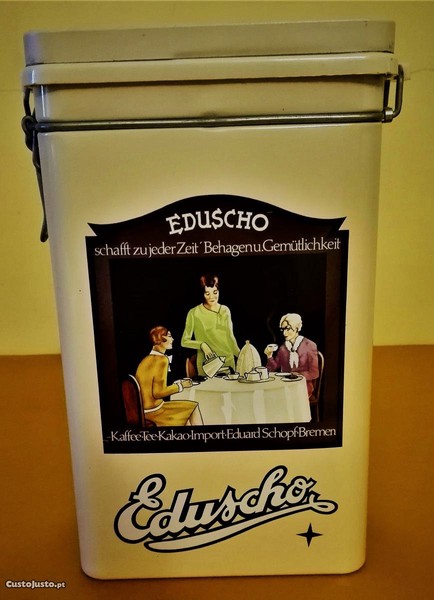 EDUSCHO
schafft zu jeder Zeit ̓ Behagen u. Gemütlichkeit
Kaffee·Tee·Kakao·Import·Eduard Schopf·Bremen
Eduscho
CustoJusto.pt